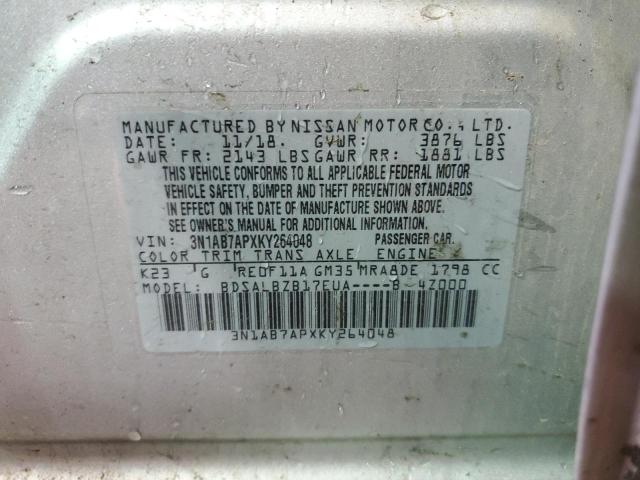 MANUFACTURED BY NISSAN MOTOR CO., LTD.
DATE: 11/18. GVWR: 3876 LBS
GAWR FR: 2143 LBS GAWR RR: 1881 LBS
THIS VEHICLE CONFORMS TO ALL APPLICABLE FEDERAL MOTOR
VEHICLE SAFETY, BUMPER AND THEFT PREVENTION STANDARDS
IN EFFECT ON THE DATE OF MANUFACTURE SHOWN ABOVE.
SEE OWNER'S MANUAL FOR ADDITIONAL INFORMATION.
VIN: 3N1AB7APXKY264048 PASSENGER CAR.
COLOR TRIM TRANS AXLE ENGINE
K23 G RE0F11A GM35 MRA8DE 1798 CC
MODEL: BDSALBZB17EUA----B- 4Z000
3N1AB7APXKY264048